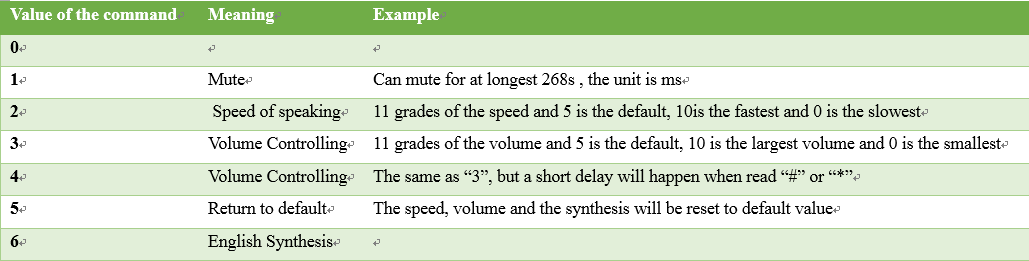 Value of the command Meaning Example
0
1 Mute Can mute for at longest 268s , the unit is ms
2 Speed of speaking 11 grades of the speed and 5 is the default, 10is the fastest and 0 is the slowest
3 Volume Controlling 11 grades of the volume and 5 is the default, 10 is the largest volume and 0 is the smallest
4 Volume Controlling The same as “3”, but a short delay will happen when read “#” or “*”
5 Return to default The speed, volume and the synthesis will be reset to default value
6 English Synthesis